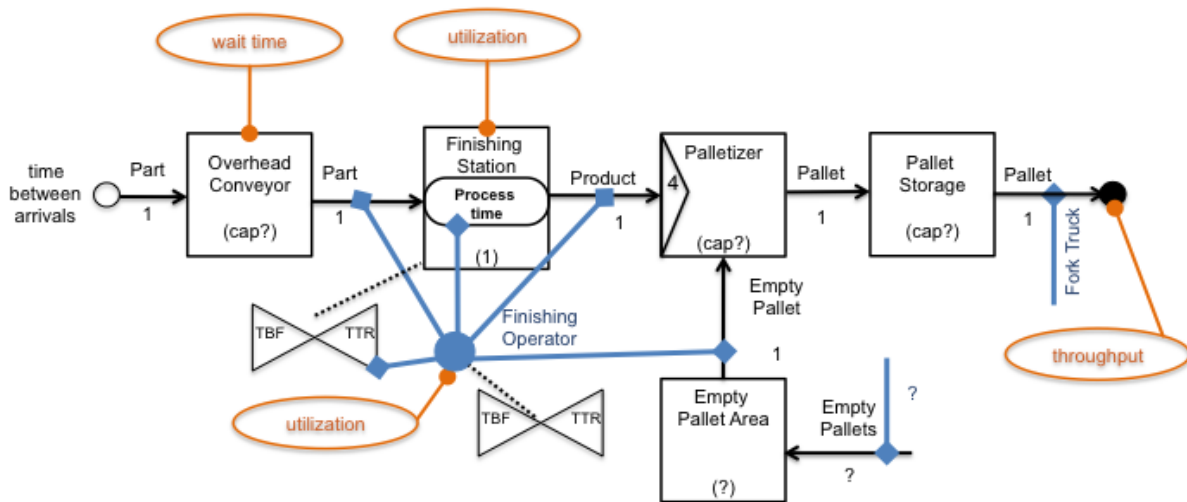 wait time
utilization
time
between
arrivals
Part
1
Overhead
Conveyor
(cap?)
Part
1
Finishing
Station
Process
time
(1)
Product
1
4
Palletizer
(cap?)
Pallet
1
Pallet
Storage
(cap?)
Pallet
1
Fork Truck
throughput
TBF
TTR
Finishing
Operator
utilization
TBF
TTR
Empty
Pallet
1
Empty
Pallet Area
(?)
Empty
Pallets
?
?